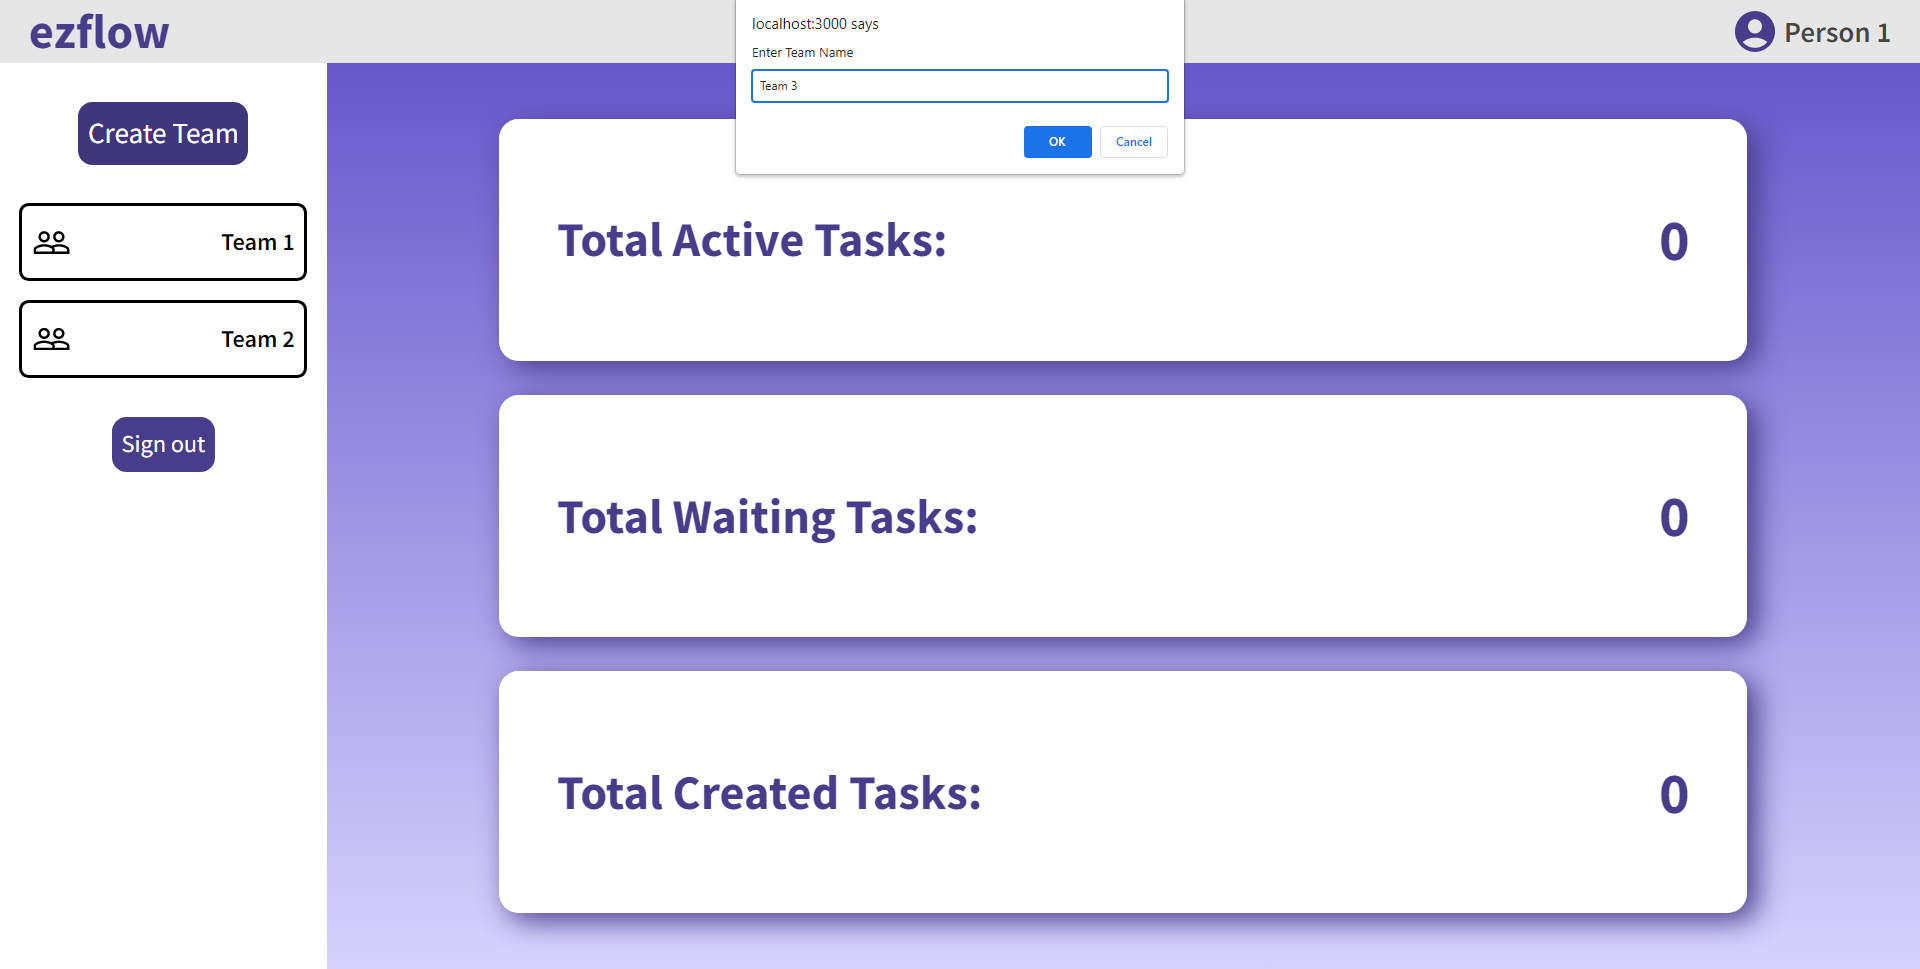 ezflow
localhost:3000 says
Enter Team Name
Team 3
OK
Cancel
Person 1
Create Team
Team 1
Team 2
Sign out
Total Active Tasks:
0
Total Waiting Tasks:
0
Total Created Tasks:
0